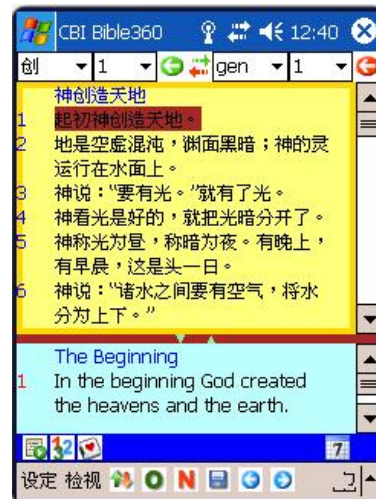 CBI Bible360 12:40
创 1 gen 1
神创造天地
1 起初神创造天地。
2 地是空虚混沌，渊面黑暗；神的灵
运行在水面上。
3 神说：“要有光。”就有了光。
4 神看光是好的，就把光暗分开了。
5 神称光为昼，称暗为夜。有晚上，
有早晨，这是头一日。
6 神说：“诸水之间要有空气，将水
分为上下。”
The Beginning
1 In the beginning God created
the heavens and the earth.
1 3 2 7
设定 检视 O N